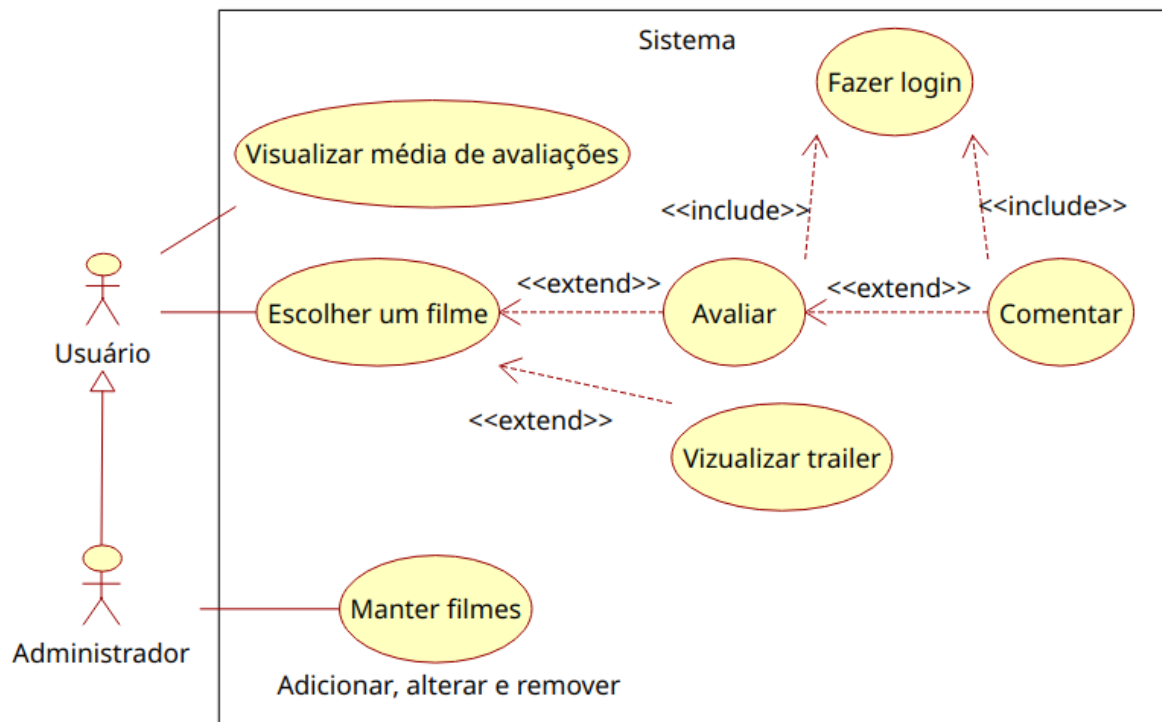 Sistema
Fazer login
Visualizar média de avaliações
<<include>>
<<include>>
<<extend>>
<<extend>>
Escolher um filme
Avaliar
Comentar
Usuário
<<extend>>
Vizualizar trailer
Manter filmes
Administrador
Adicionar, alterar e remover